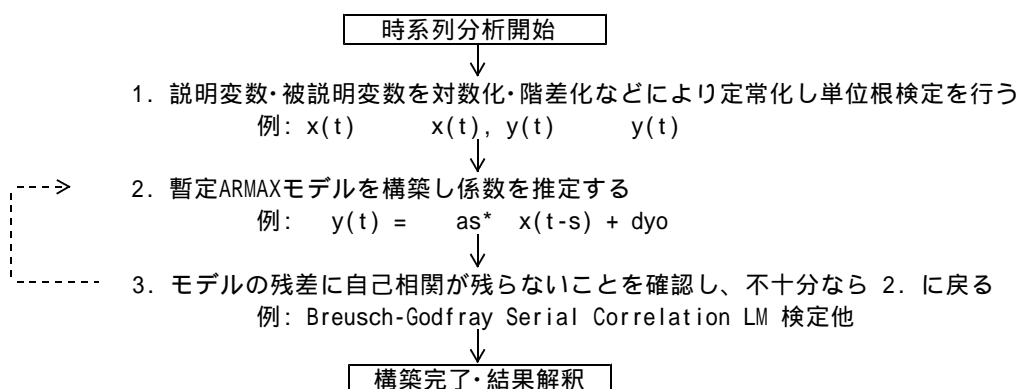 時系列分析開始
1. 説明変数・被説明変数を対数化・階差化などにより定常化し単位根検定を行う
例: x(t) x(t), y(t) y(t)
2. 暫定ARMAXモデルを構築し係数を推定する
例: y(t) = as* x(t-s) + dyo
3. モデルの残差に自己相関が残らないことを確認し、不十分なら 2. に戻る
例: Breusch-Godfray Serial Correlation LM 検定他
構築完了・結果解釈